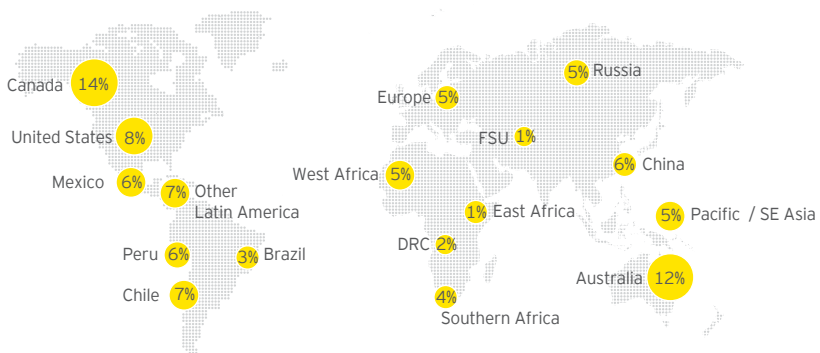 Canada 14%
United States 8%
Mexico 6%
7% Other
Latin America
Peru 6%
3% Brazil
Chile 7%
5% Russia
Europe 5%
FSU 1%
6% China
West Africa 5%
1% East Africa
5% Pacific / SE Asia
DRC 2%
Australia 12%
4%
Southern Africa